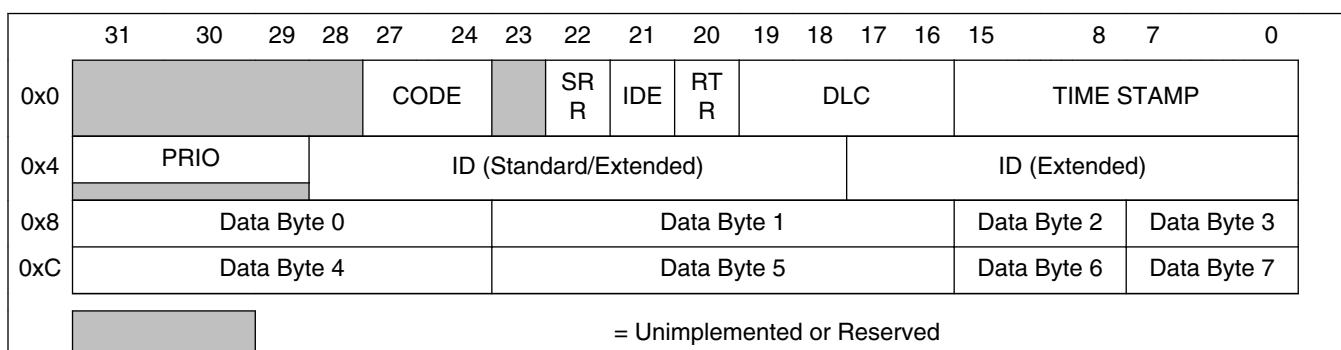 31 30 29 28 27 24 23 22 21 20 19 18 17 16 15 8 7 0
0x0 CODE SR R IDE RT R DLC TIME STAMP
0x4 PRIO ID (Standard/Extended) ID (Extended)
0x8 Data Byte 0 Data Byte 1 Data Byte 2 Data Byte 3
0xC Data Byte 4 Data Byte 5 Data Byte 6 Data Byte 7
= Unimplemented or Reserved